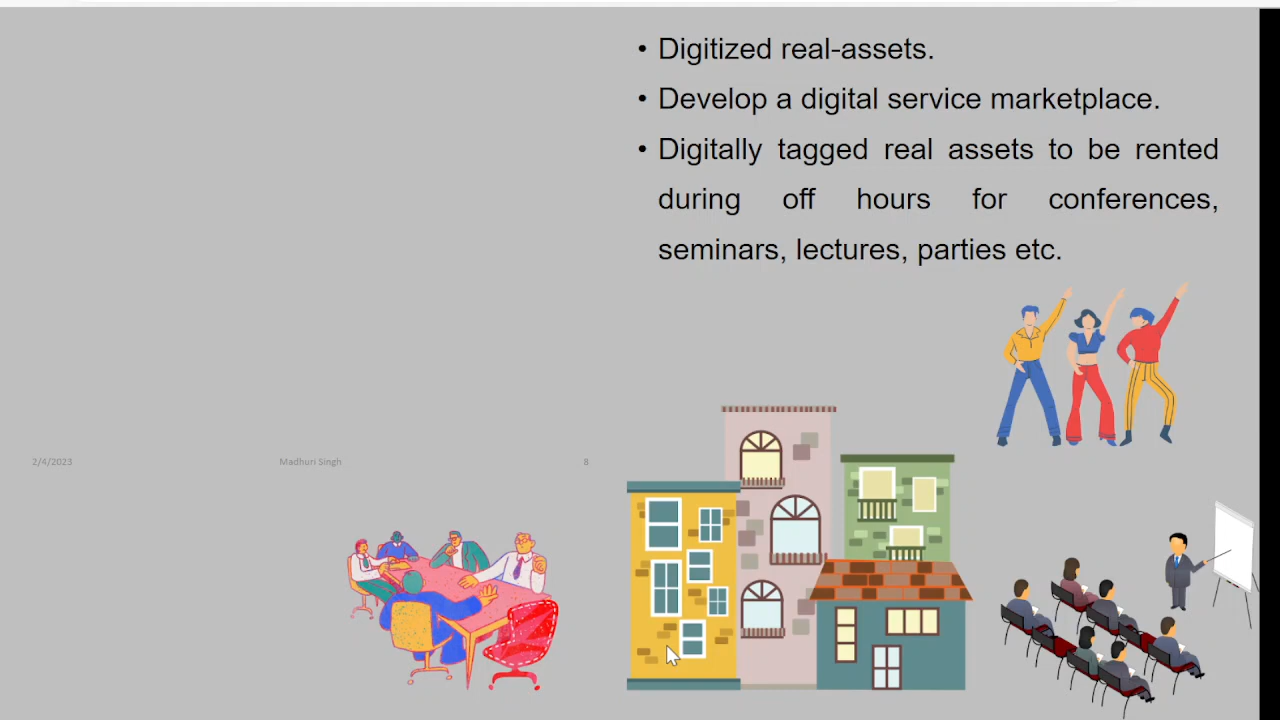 • Digitized real-assets.
• Develop a digital service marketplace.
• Digitally tagged real assets to be rented
during off hours for conferences,
seminars, lectures, parties etc.
2/4/2023
Madhuri Singh
8